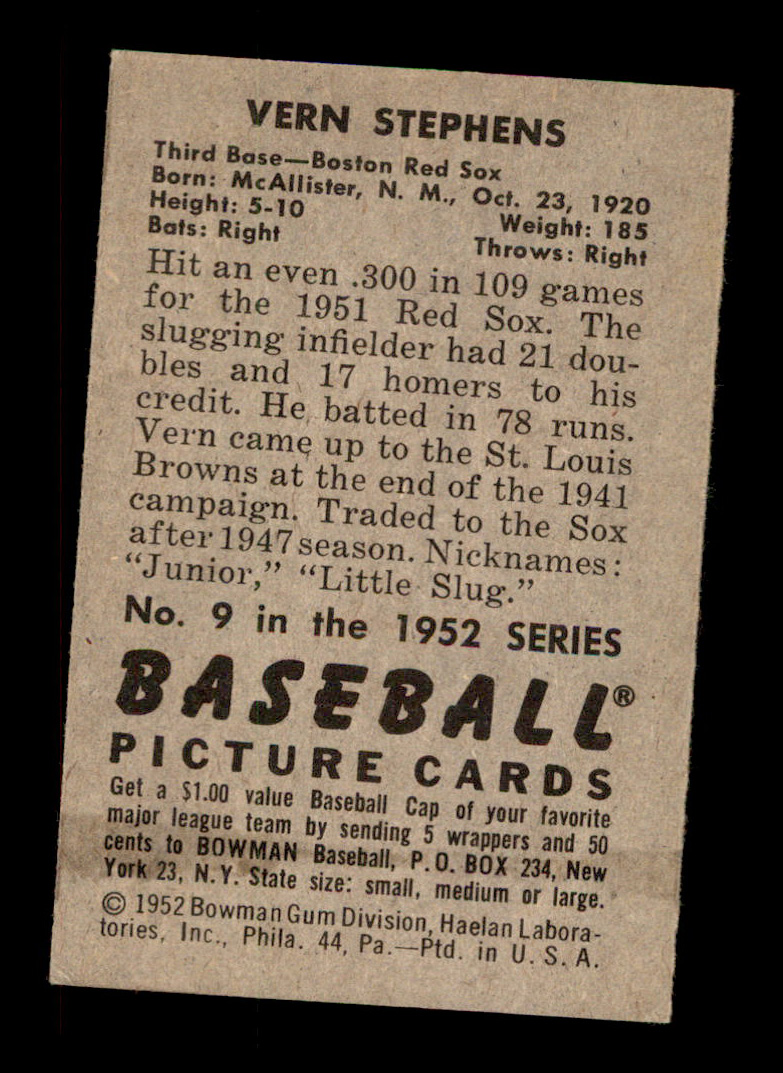 VERN STEPHENS
Third Base—Boston Red Sox
Born: McAllister, N. M., Oct. 23, 1920
Height: 5-10 Weight: 185
Bats: Right Throws: Right
Hit an even .300 in 109 games
for the 1951 Red Sox. The
slugging infielder had 21 dou-
bles and 17 homers to his
credit. He batted in 78 runs.
Vern came up to the St. Louis
Browns at the end of the 1941
campaign. Traded to the Sox
after 1947 season. Nicknames:
“Junior,” “Little Slug.”
No. 9 in the 1952 SERIES
BASEBALL®
PICTURE CARDS
Get a $1.00 value Baseball Cap of your favorite
major league team by sending 5 wrappers and 50
cents to BOWMAN Baseball, P.O. BOX 234, New
York 23, N.Y. State size: small, medium or large.
© 1952 Bowman Gum Division, Haelan Labora-
tories, Inc., Phila. 44, Pa.—Ptd. in U. S. A.